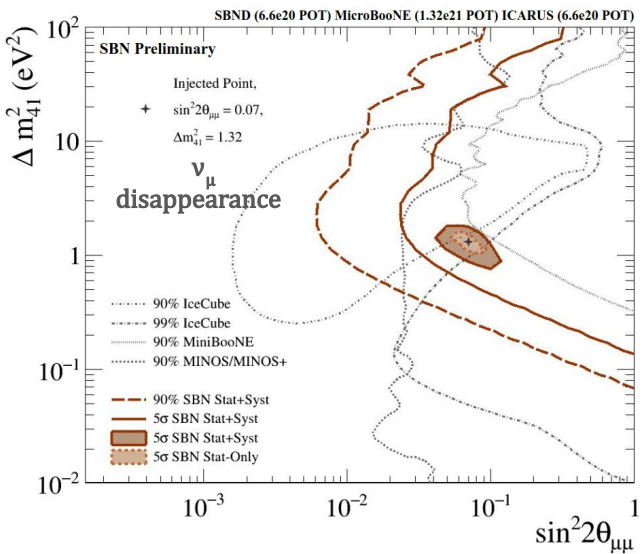 SBND (6.6e20 POT) MicroBooNE (1.32e21 POT) ICARUS (6.6e20 POT)
SBN Preliminary
Injected Point,
sin²2θμμ = 0.07,
Δm²41 = 1.32
νμ
disappearance
90% IceCube
99% IceCube
90% MiniBooNE
90% MINOS/MINOS+
90% SBN Stat+Syst
5σ SBN Stat+Syst
5σ SBN Stat+Syst
5σ SBN Stat-Only
Δ m²41 (eV²)
10²
10
1
10⁻¹
10⁻²
10⁻³ 10⁻² 10⁻¹ 1
sin²2θμμ